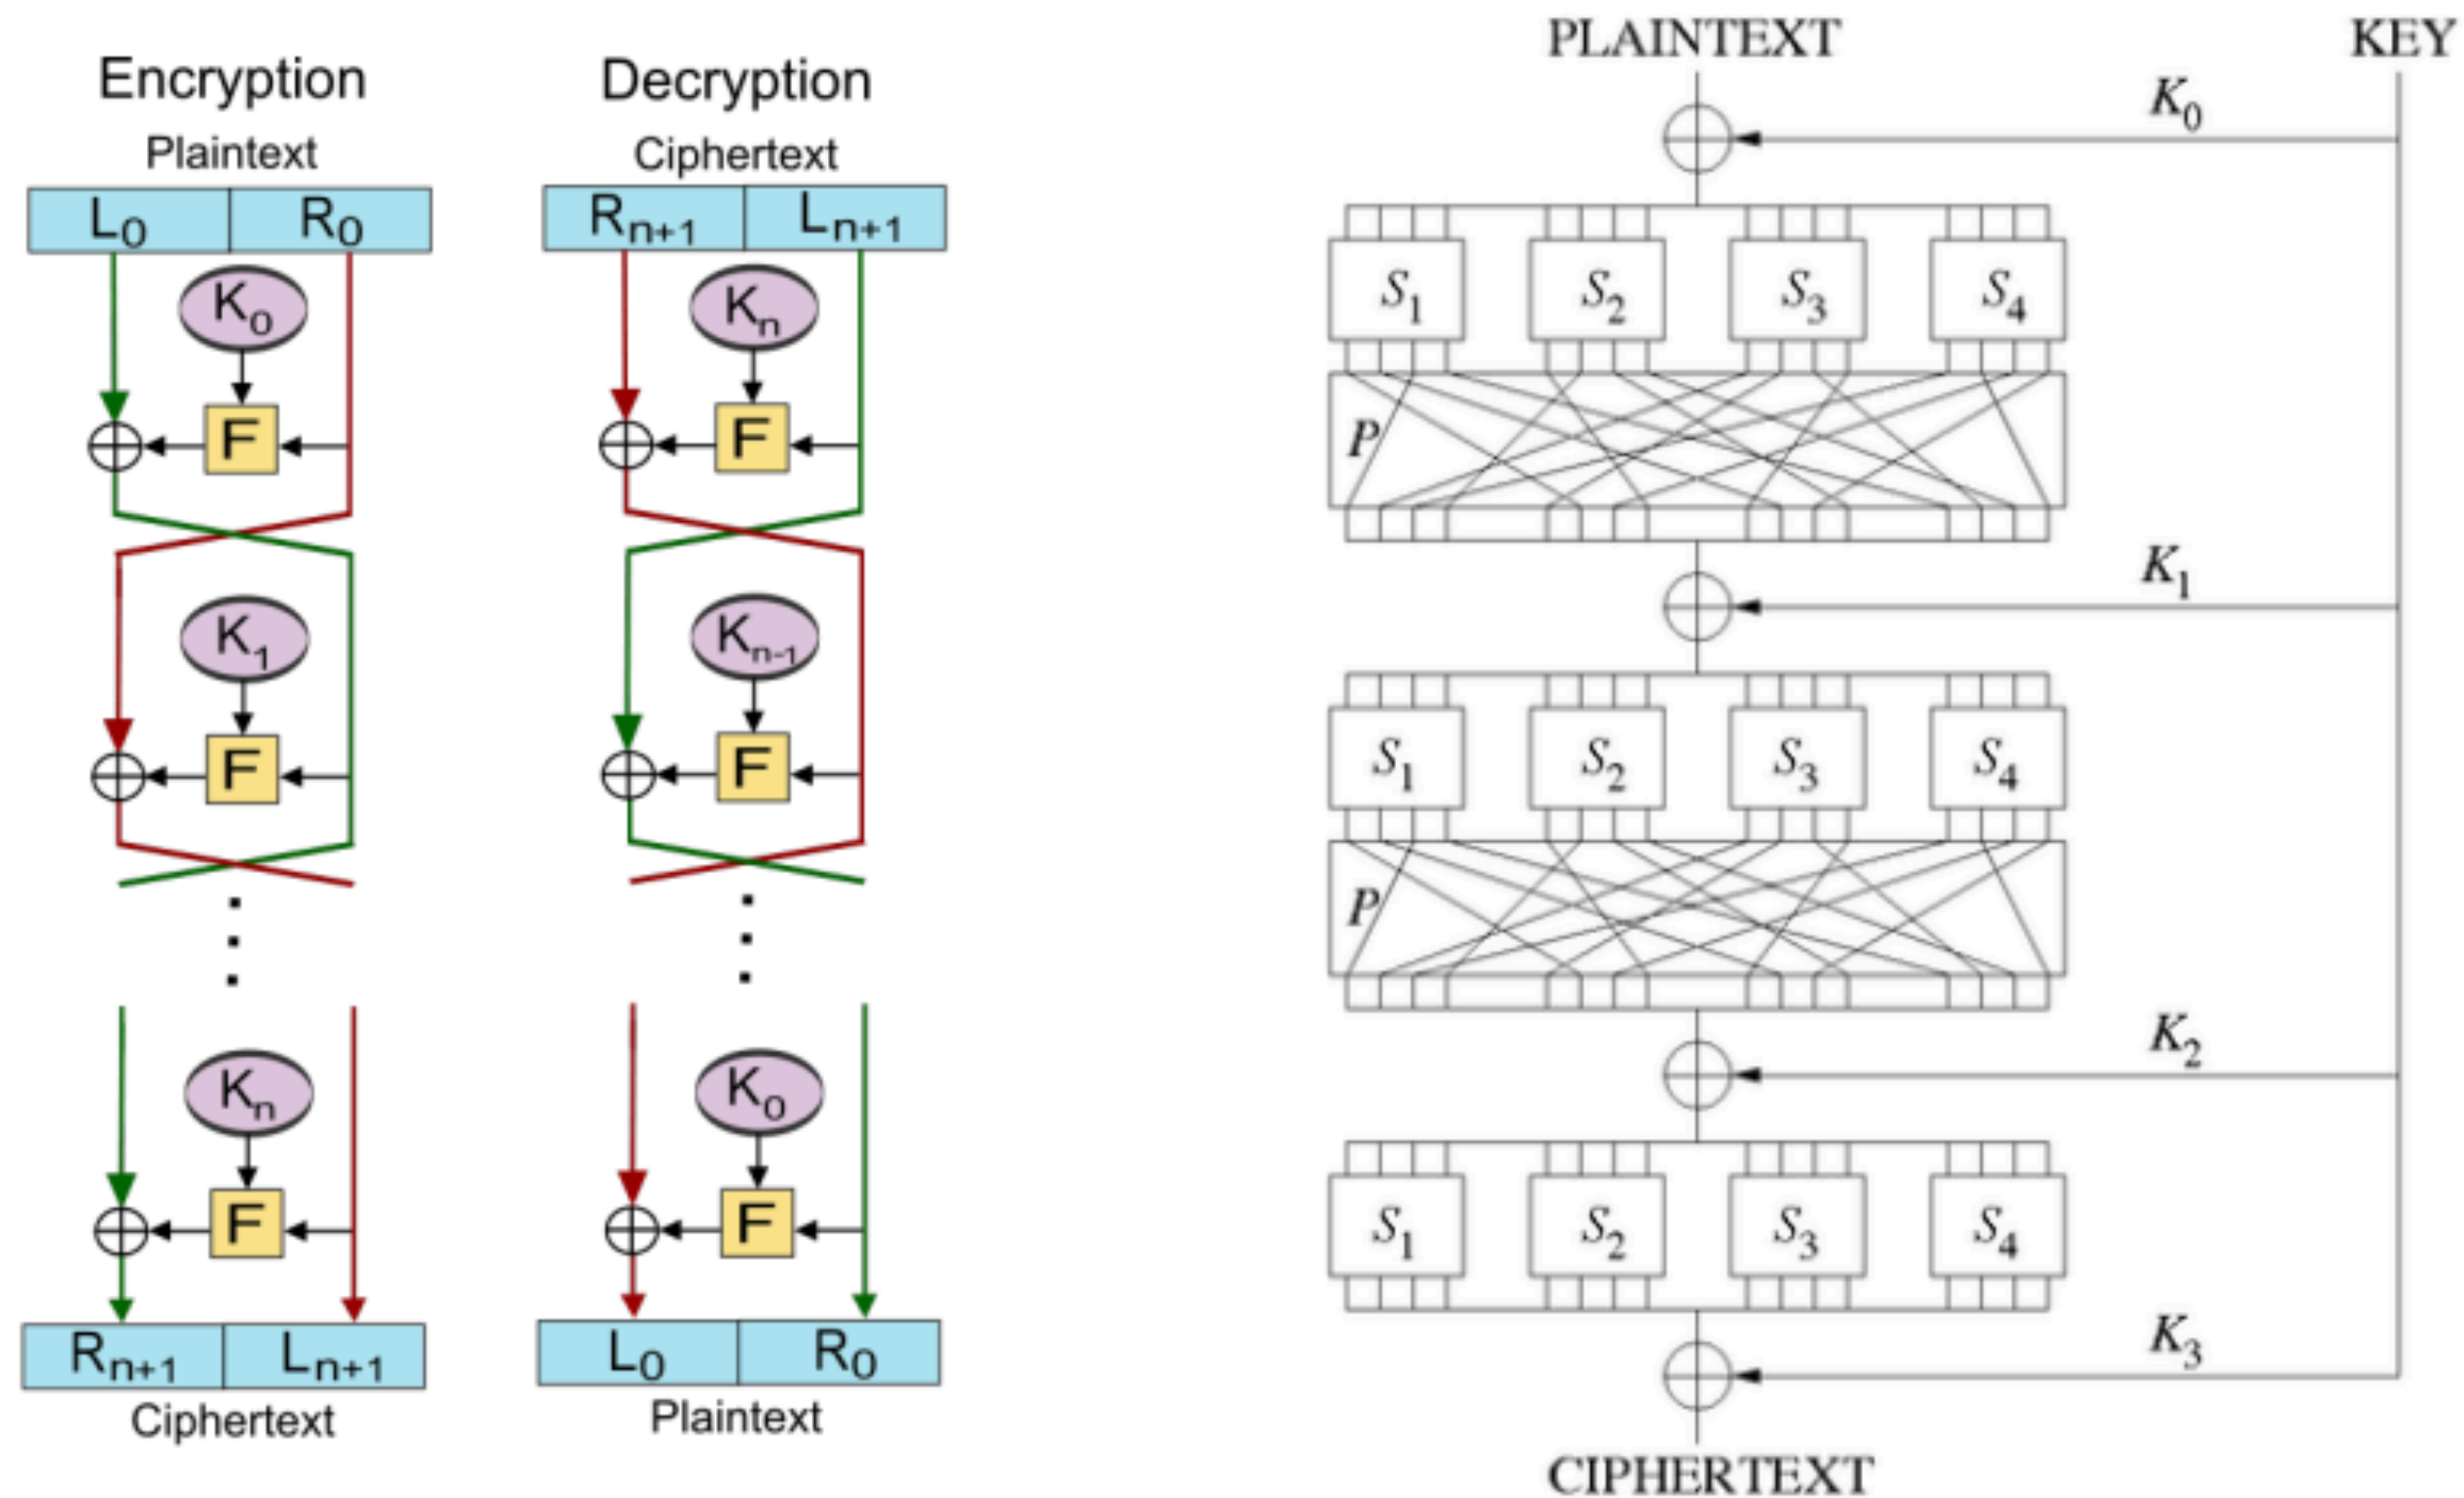 Encryption
Plaintext
L0 R0
K0
F
K1
F
Kn
F
Rn+1 Ln+1
Ciphertext
Decryption
Ciphertext
Rn+1 Ln+1
Kn
F
Kn-1
F
K0
F
L0 R0
Plaintext
PLAINTEXT KEY
K0
S1 S2 S3 S4
P
K1
S1 S2 S3 S4
P
K2
S1 S2 S3 S4
K3
CIPHERTEXT